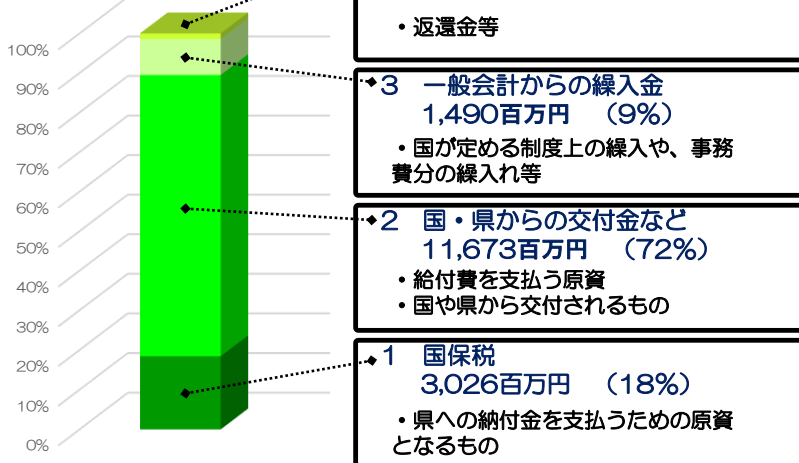 ・返還金等
3　一般会計からの繰入金
1,490百万円　（9%）
・国が定める制度上の繰入や、事務
費分の繰入れ等
2　国・県からの交付金など
11,673百万円　（72%）
・給付費を支払う原資
・国や県から交付されるもの
1　国保税
3,026百万円　（18%）
・県への納付金を支払うための原資
となるもの
100%
90%
80%
70%
60%
50%
40%
30%
20%
10%
0%